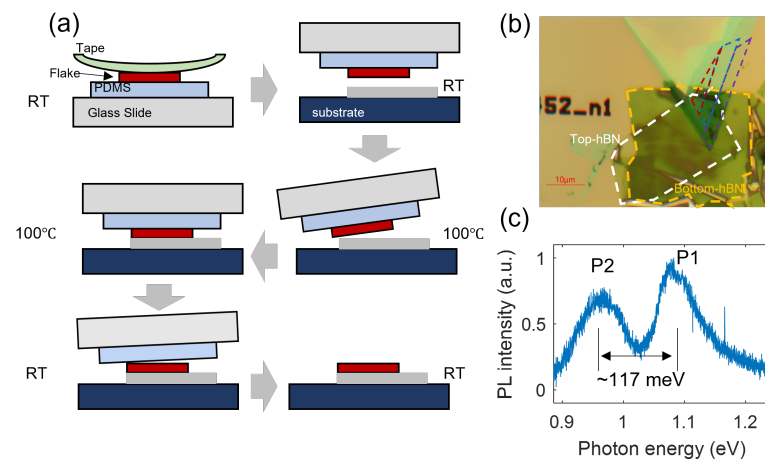 (a)
Tape
Flake
PDMS
RT
Glass Slide
RT
substrate
100℃
100℃
RT
RT
(b)
52_n1
Top-hBN
10μm
Bottom-hBN
(c)
PL intensity (a.u.)
1
0.5
0
P2
P1
~117 meV
0.9
1
1.1
1.2
Photon energy (eV)